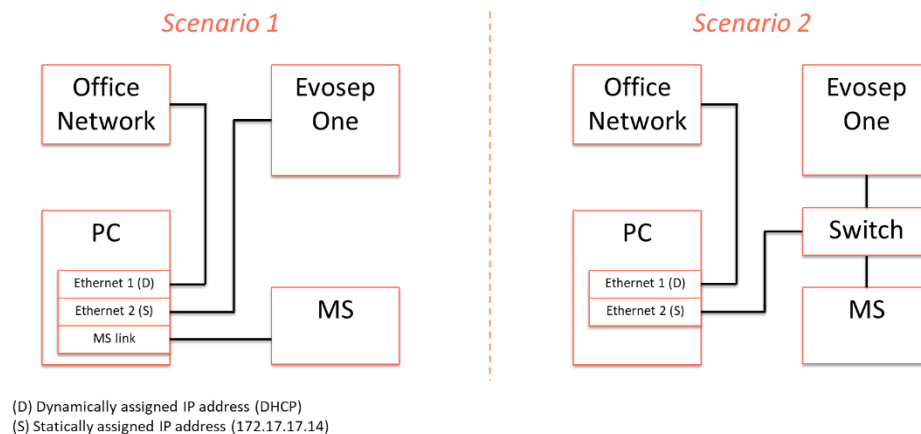 Scenario 1
Office
Network
Evosep
One
PC
Ethernet 1 (D)
Ethernet 2 (S)
MS link
MS
Scenario 2
Office
Network
Evosep
One
PC
Switch
Ethernet 1 (D)
Ethernet 2 (S)
MS
(D) Dynamically assigned IP address (DHCP)
(S) Statically assigned IP address (172.17.17.14)